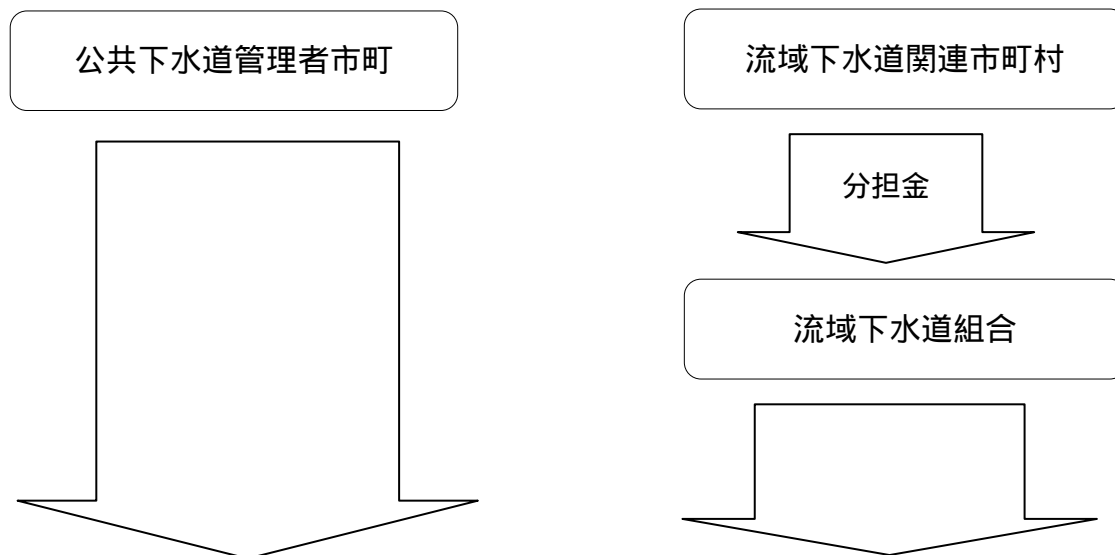 公共下水道管理者市町
流域下水道関連市町村
分担金
流域下水道組合